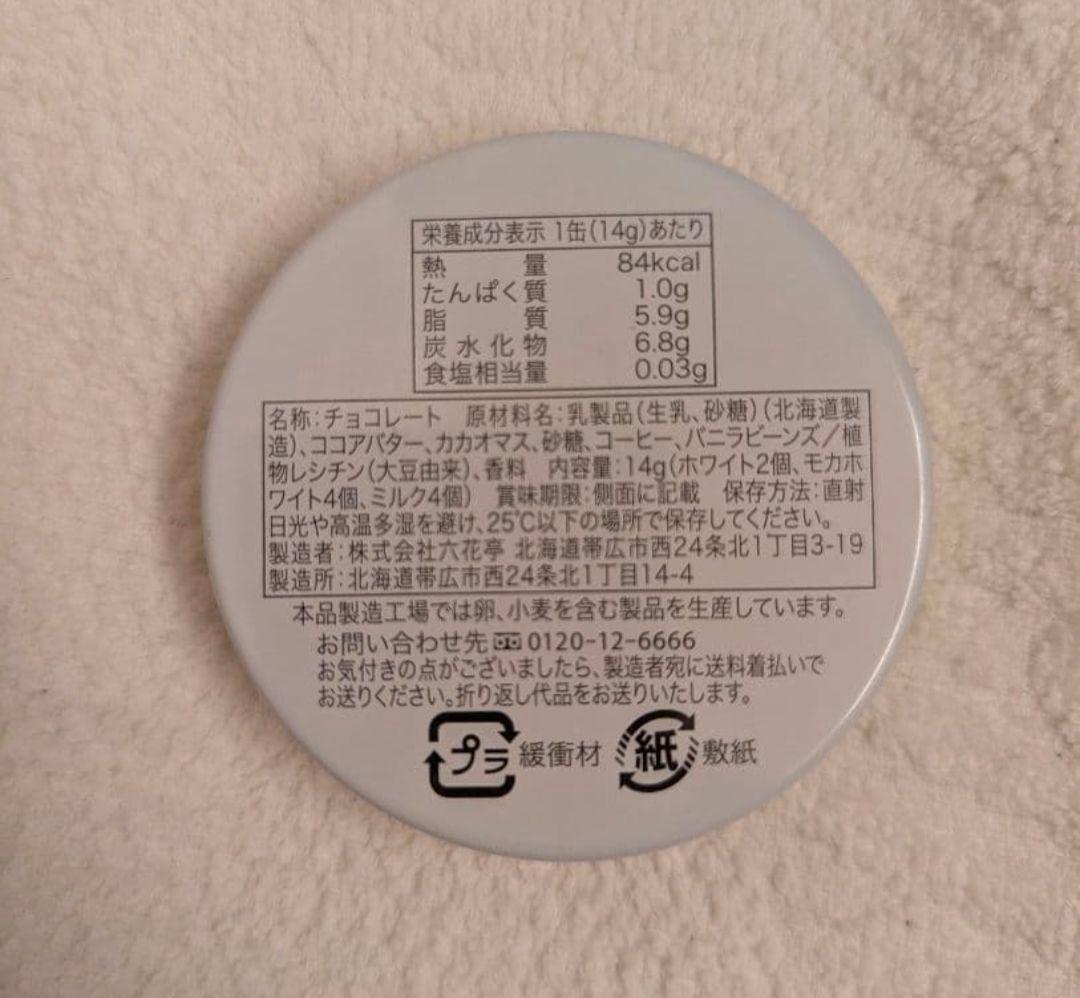 栄養成分表示 1缶(14g)あたり
熱量 84kcal
たんぱく質 1.0g
脂質 5.9g
炭水化物 6.8g
食塩相当量 0.03g
名称:チョコレート 原材料名:乳製品(生乳、砂糖)(北海道製
造)、ココアバター、カカオマス、砂糖、コーヒー、バニラビーンズ/植
物レシチン(大豆由来)、香料 内容量:14g(ホワイト2個、モカホ
ワイト4個、ミルク4個) 賞味期限:側面に記載 保存方法:直射
日光や高温多湿を避け、25℃以下の場所で保存してください。
製造者:株式会社六花亭 北海道帯広市西24条北1丁目3-19
製造所:北海道帯広市西24条北1丁目14-4
本品製造工場では卵、小麦を含む製品を生産しています。
お問い合わせ先 0120-12-6666
お気付きの点がございましたら、製造者宛に送料着払いで
お送りください。折り返し代品をお送りいたします。
プラ 緩衝材 紙 敷紙